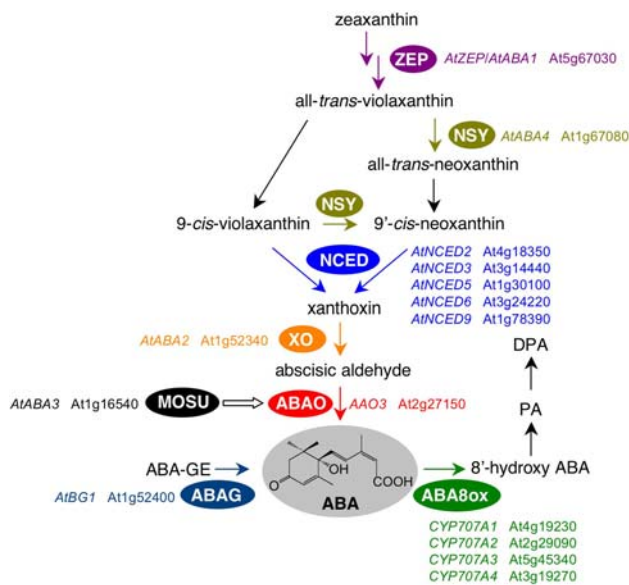 zeaxanthin
ZEP AtZEP/AtABA1 At5g67030
all-trans-violaxanthin
NSY AtABA4 At1g67080
all-trans-neoxanthin
NSY
9-cis-violaxanthin 9'-cis-neoxanthin
NCED AtNCED2 At4g18350
AtNCED3 At3g14440
AtNCED5 At1g30100
AtNCED6 At3g24220
AtNCED9 At1g78390
xanthoxin
AtABA2 At1g52340 XO
DPA
abscisic aldehyde
AtABA3 At1g16540 MOSU ABAO AAO3 At2g27150
PA
ABA-GE OH O COOH 8'-hydroxy ABA
AtBG1 At1g52400 ABAG ABA ABA8ox
CYP707A1 At4g19230
CYP707A2 At2g29090
CYP707A3 At5g45340
CYP707A4 At3g19270